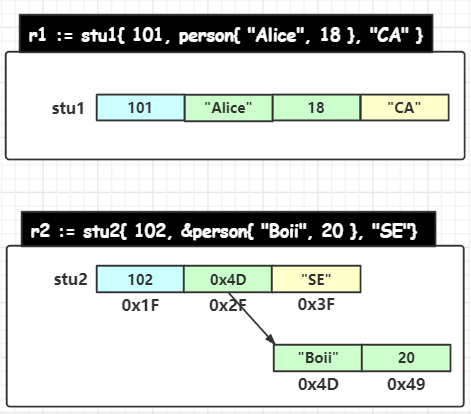 r1 := stu1{ 101, person{ "Alice", 18 }, "CA" }
stu1 101 "Alice" 18 "CA"
r2 := stu2{ 102, &person{ "Boii", 20 }, "SE"}
stu2 102 0x4D "SE"
0x1F 0x2F 0x3F
"Boii" 20
0x4D 0x49